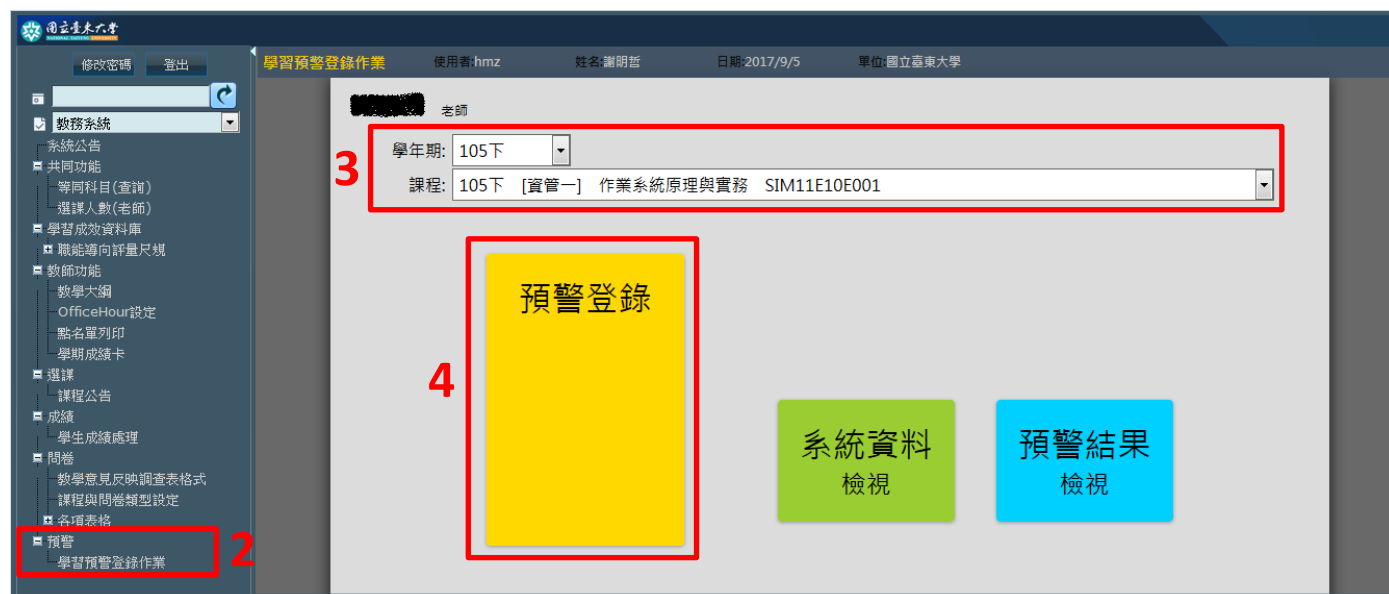 國立臺東大學
NATIONAL TAITUNG UNIVERSITY
修改密碼 登出
學習預警登錄作業 使用者:hmz 姓名:謝明哲 日期:2017/9/5 單位:國立臺東大學
教務系統
系統公告
共同功能
等同科目(查詢)
選課人數(老師)
學習成效資料庫
職能導向評量尺規
教師功能
教學大綱
OfficeHour設定
點名單列印
學期成績卡
選課
課程公告
成績
學生成績處理
問卷
教學意見反映調查表格式
課程與問卷類型設定
各項表格
預警
學習預警登錄作業
2
老師
3
學年期: 105下
課程: 105下 [資管一] 作業系統原理與實務 SIM11E10E001
4
預警登錄
系統資料
檢視
預警結果
檢視